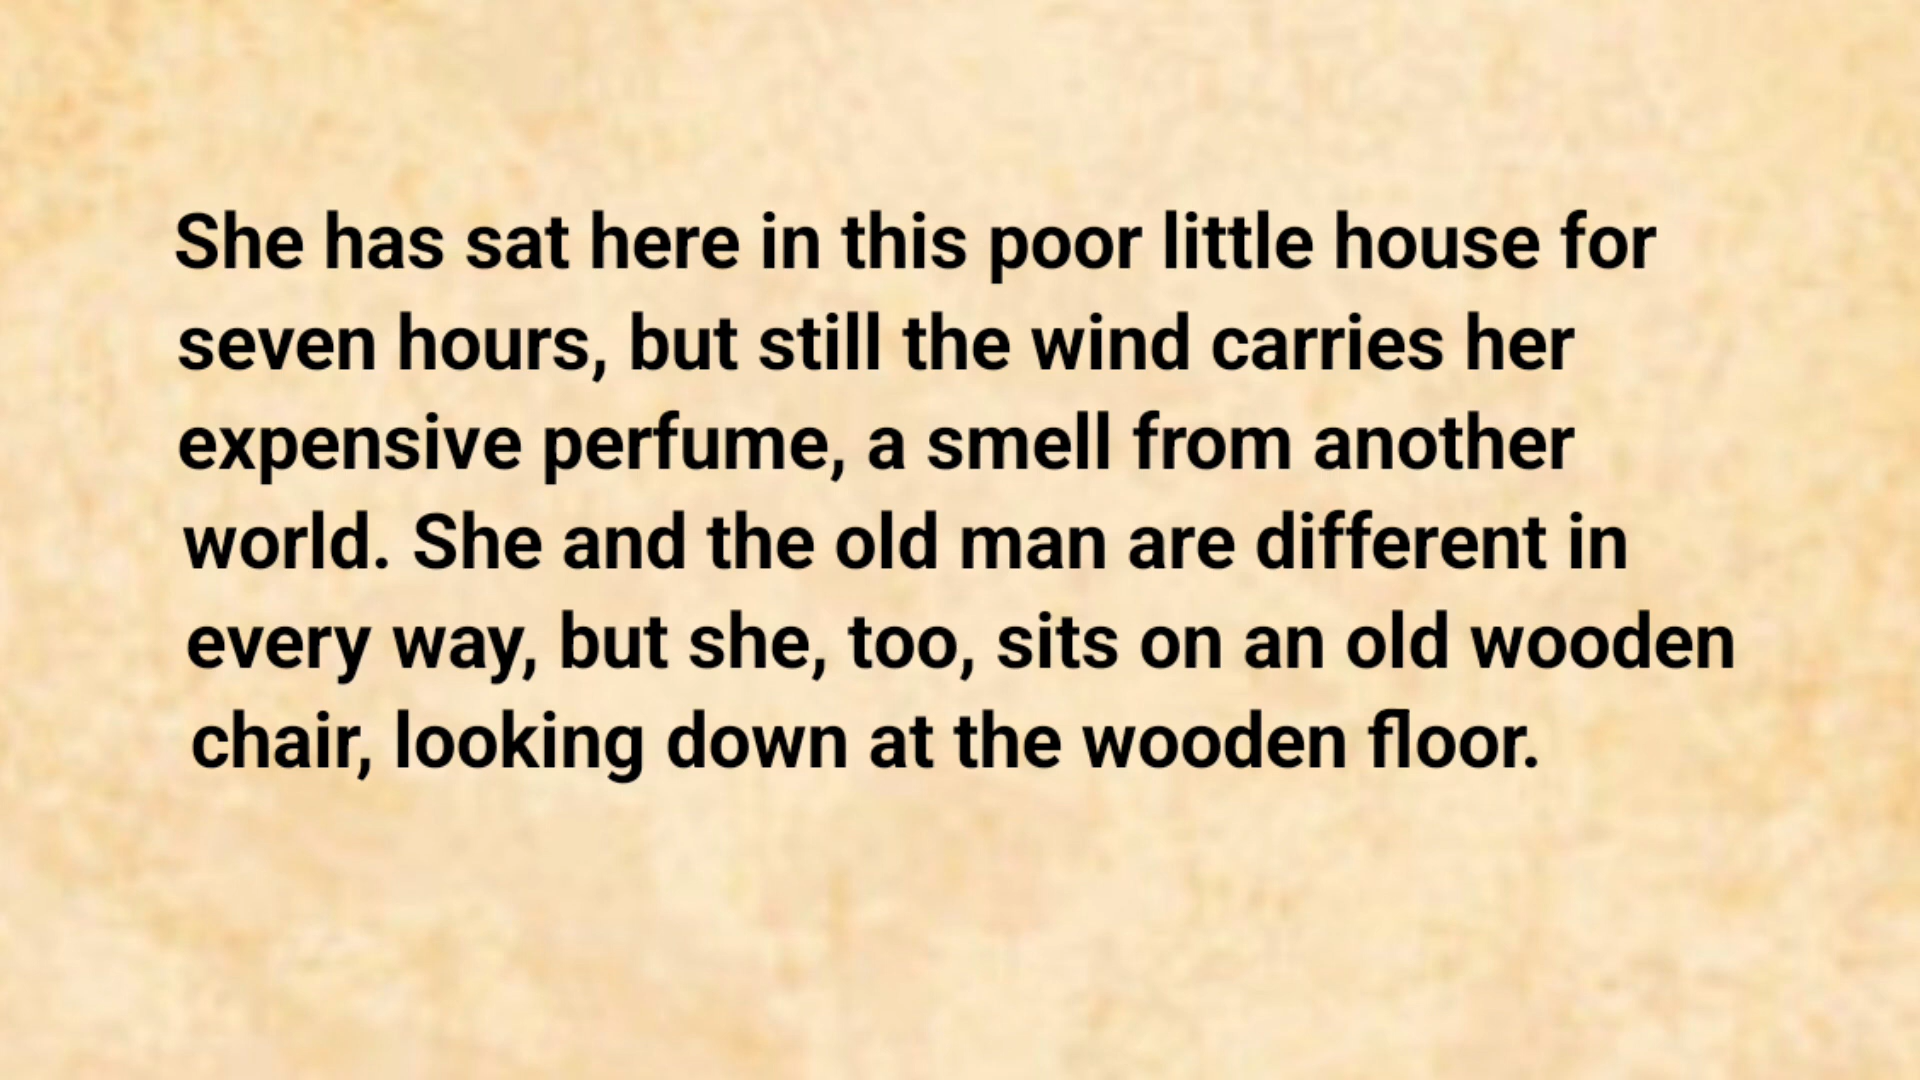 She has sat here in this poor little house for
seven hours, but still the wind carries her
expensive perfume, a smell from another
world. She and the old man are different in
every way, but she, too, sits on an old wooden
chair, looking down at the wooden floor.